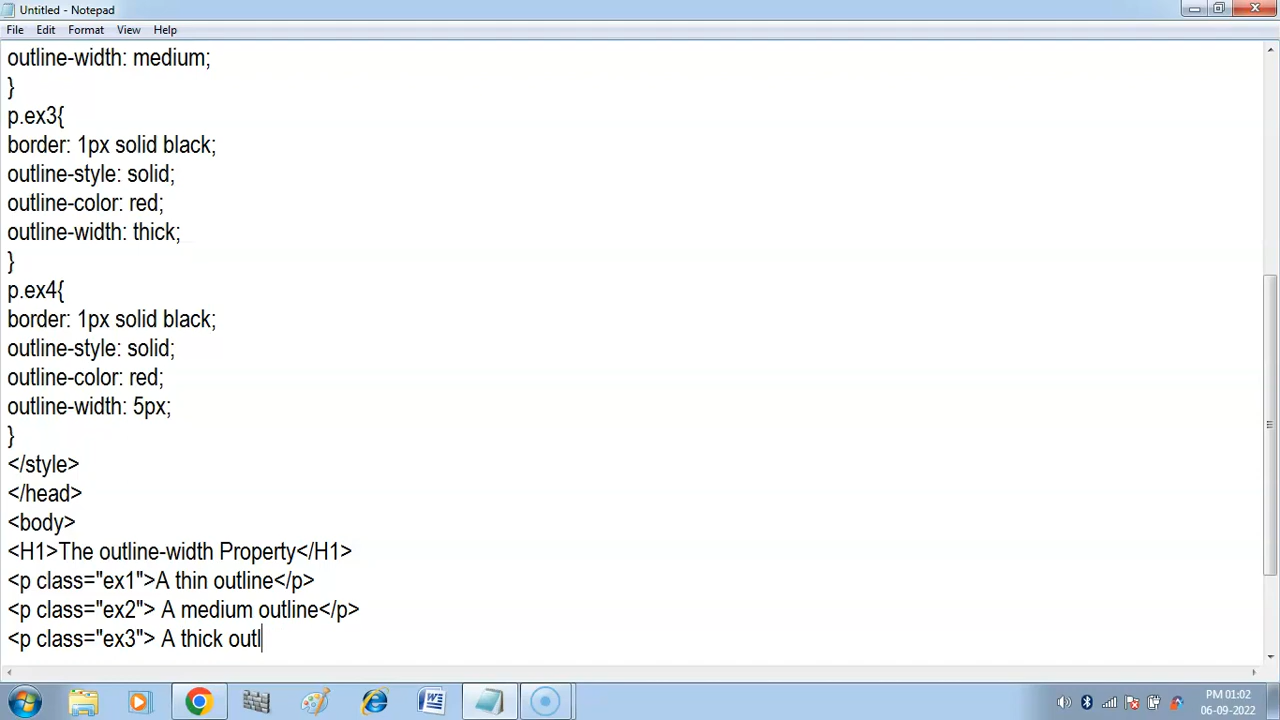 Untitled - Notepad
File Edit Format View Help
outline-width: medium;
}
p.ex3{
border: 1px solid black;
outline-style: solid;
outline-color: red;
outline-width: thick;
}
p.ex4{
border: 1px solid black;
outline-style: solid;
outline-color: red;
outline-width: 5px;
}
</style>
</head>
<body>
<H1>The outline-width Property</H1>
<p class="ex1">A thin outline</p>
<p class="ex2"> A medium outline</p>
<p class="ex3"> A thick outl
PM 01:02
06-09-2022